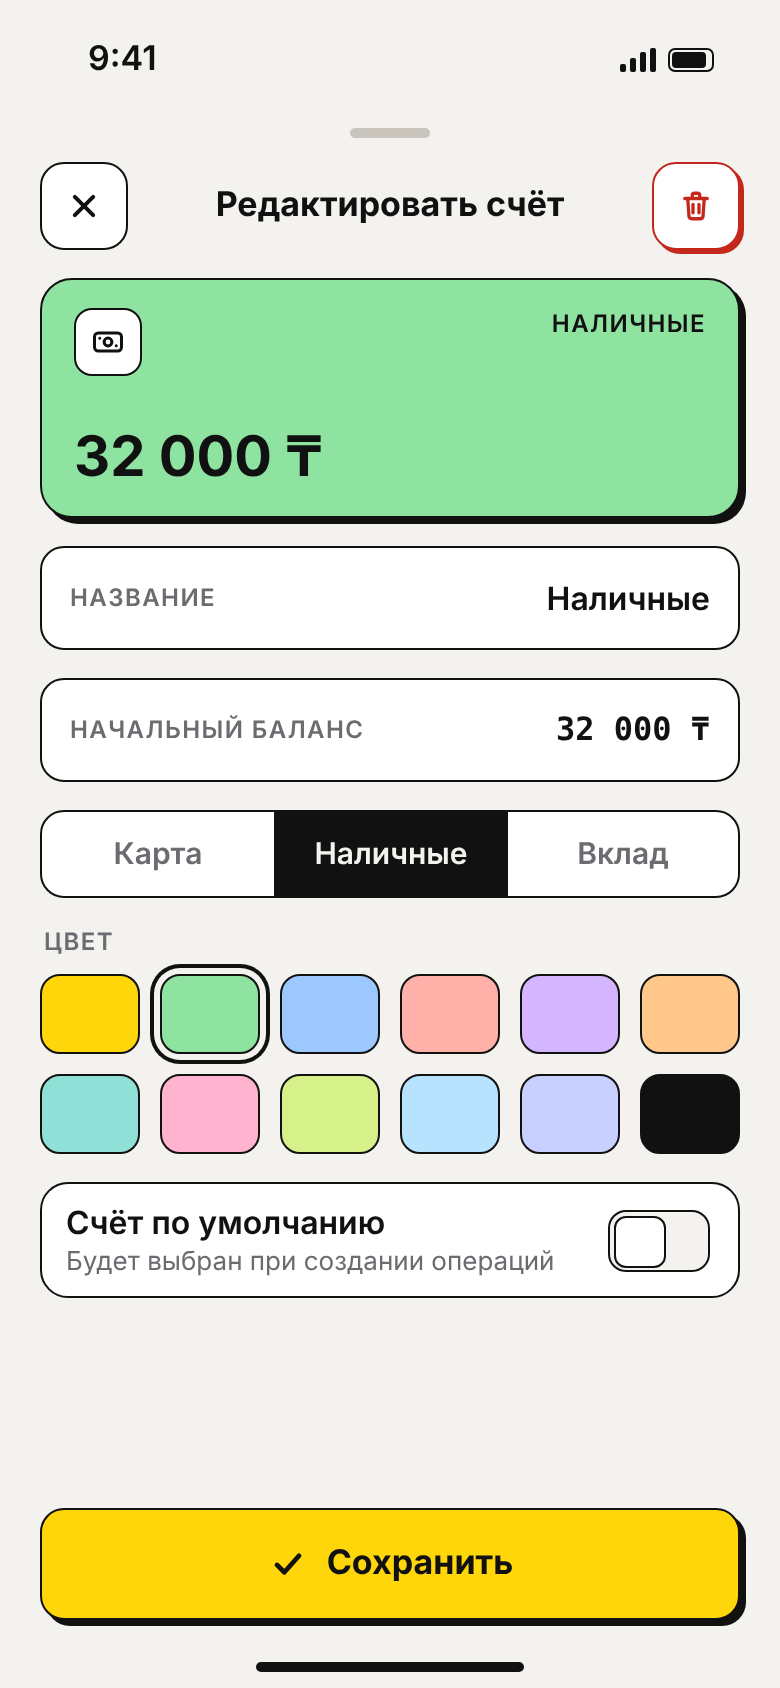 9:41
Редактировать счёт
НАЛИЧНЫЕ
32 000 ₸
НАЗВАНИЕ
Наличные
НАЧАЛЬНЫЙ БАЛАНС
32 000 ₸
Карта
Наличные
Вклад
ЦВЕТ
Счёт по умолчанию
Будет выбран при создании операций
Сохранить